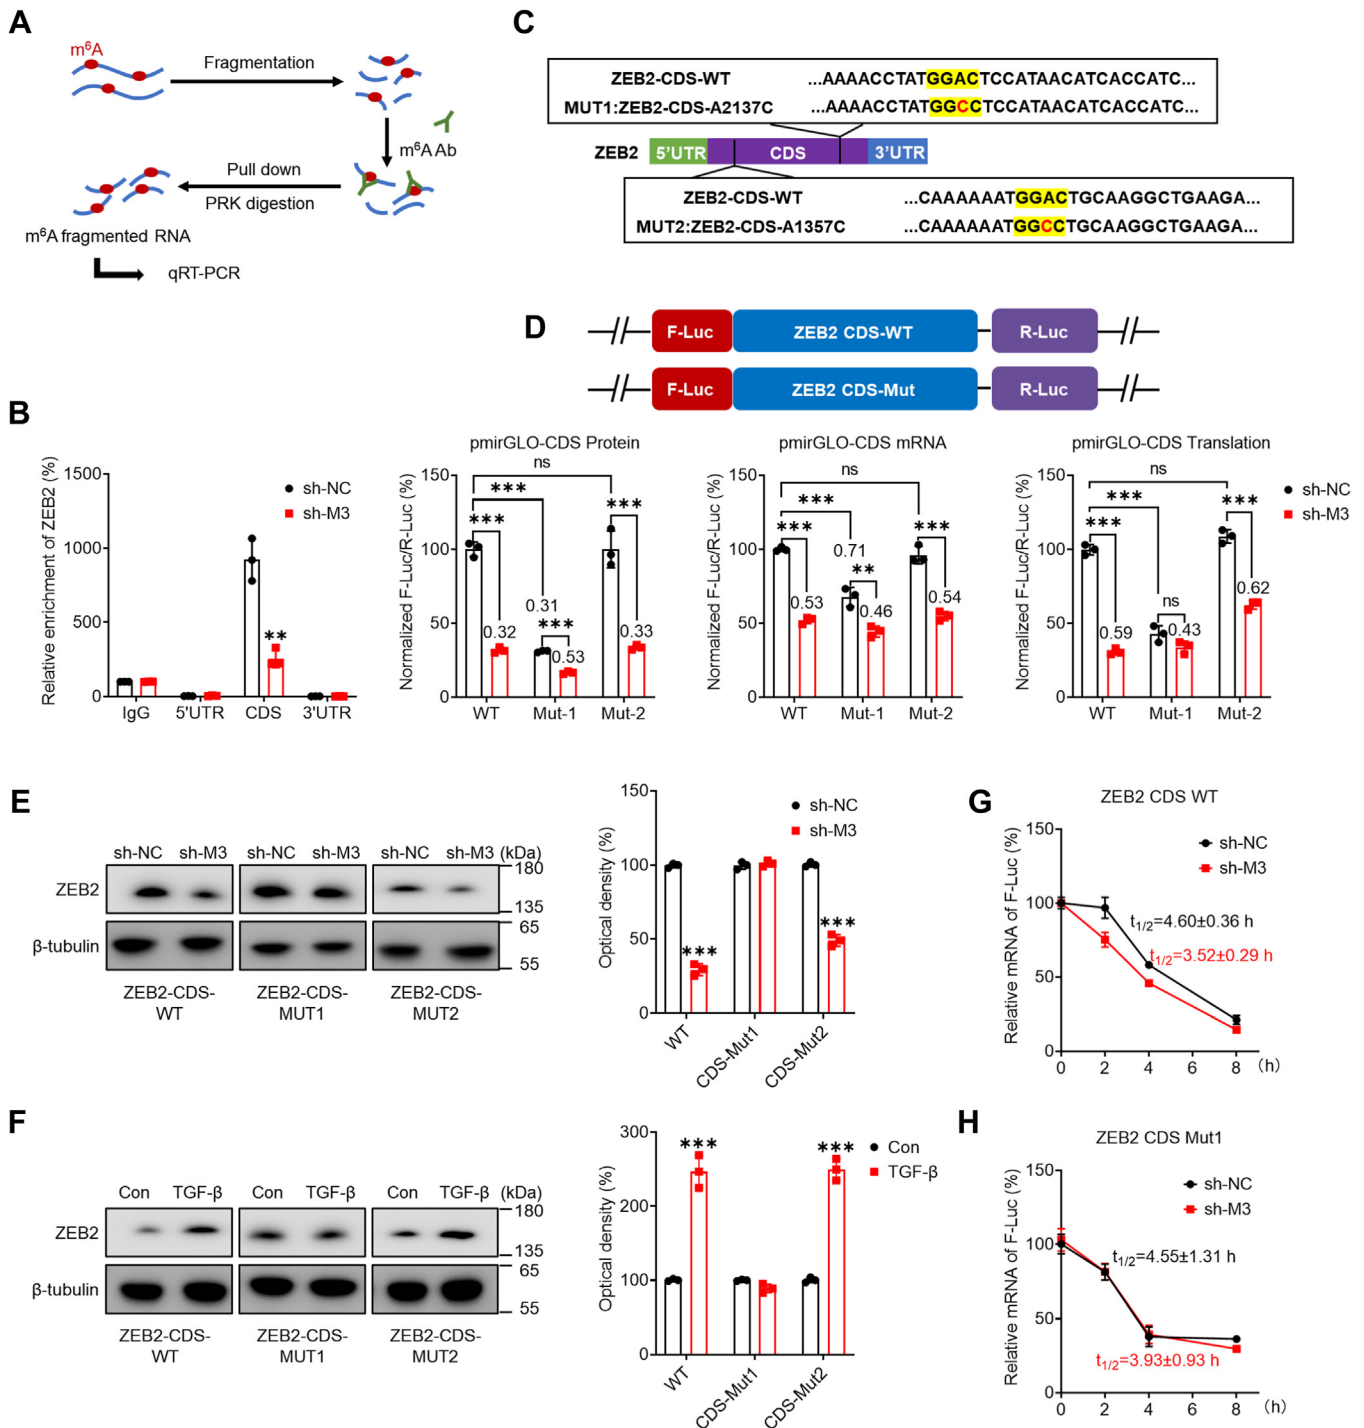 A
m⁶A
Fragmentation
m⁶A Ab
Pull down
PRK digestion
m⁶A fragmented RNA
qRT-PCR
C
ZEB2-CDS-WT ...AAAACCTATGGACTCCATAACATCACCATC...
MUT1:ZEB2-CDS-A2137C ...AAAACCTATGGCCTCCATAACATCACCATC...
ZEB2 5'UTR CDS 3'UTR
ZEB2-CDS-WT ...CAAAAAATGGACTGCAAGGCTGAAGA...
MUT2:ZEB2-CDS-A1357C ...CAAAAAATGGCCTGCAAGGCTGAAGA...
D
F-Luc ZEB2 CDS-WT R-Luc
F-Luc ZEB2 CDS-Mut R-Luc
B
Relative enrichment of ZEB2 (%)
1500
1000
500
0
sh-NC
sh-M3
**
IgG 5'UTR CDS 3'UTR
pmirGLO-CDS Protein
Normalized F-Luc/R-Luc (%)
150
100
50
0
ns
***
*** ***
0.31
***
0.32 0.53 0.33
WT Mut-1 Mut-2
pmirGLO-CDS mRNA
Normalized F-Luc/R-Luc (%)
150
100
50
0
ns
***
*** ***
0.71
**
0.53 0.46 0.54
WT Mut-1 Mut-2
pmirGLO-CDS Translation
Normalized F-Luc/R-Luc (%)
150
100
50
0
ns
***
*** ***
ns
0.59 0.43 0.62
WT Mut-1 Mut-2
sh-NC
sh-M3
E
sh-NC sh-M3 sh-NC sh-M3 sh-NC sh-M3 (kDa)
ZEB2
180
135
β-tubulin
65
55
ZEB2-CDS-WT
ZEB2-CDS-MUT1
ZEB2-CDS-MUT2
Optical density (%)
150
100
50
0
sh-NC
sh-M3
*** ***
WT CDS-Mut1 CDS-Mut2
G
ZEB2 CDS WT
Relative mRNA of F-Luc (%)
150
100
50
0
sh-NC
sh-M3
t1/2=4.60±0.36 h
t1/2=3.52±0.29 h
0 2 4 6 8 (h)
F
Con TGF-β Con TGF-β Con TGF-β (kDa)
ZEB2
180
135
β-tubulin
65
55
ZEB2-CDS-WT
ZEB2-CDS-MUT1
ZEB2-CDS-MUT2
Optical density (%)
300
200
100
0
*** ***
Con
TGF-β
WT CDS-Mut1 CDS-Mut2
H
ZEB2 CDS Mut1
Relative mRNA of F-Luc (%)
150
100
50
0
sh-NC
sh-M3
t1/2=4.55±1.31 h
t1/2=3.93±0.93 h
0 2 4 6 8 (h)